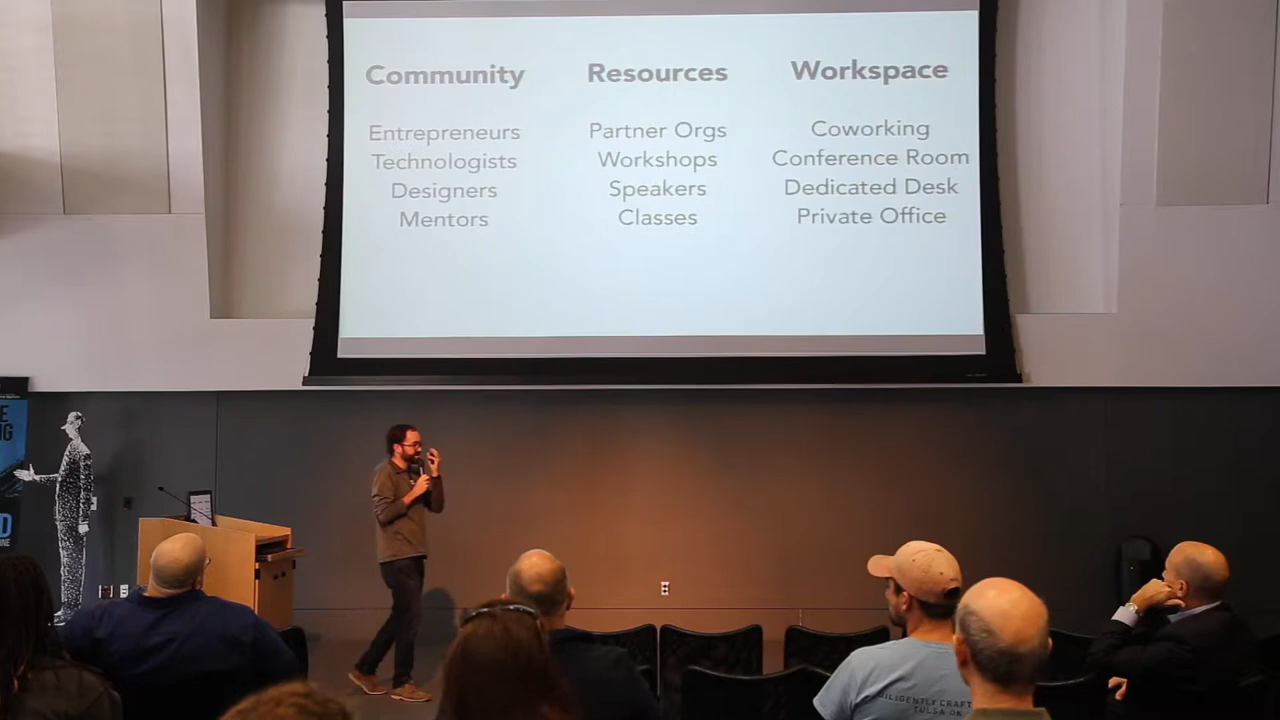 Community
Entrepreneurs
Technologists
Designers
Mentors
Resources
Partner Orgs
Workshops
Speakers
Classes
Workspace
Coworking
Conference Room
Dedicated Desk
Private Office
DILIGENTLY CRAFT
TULSA OK